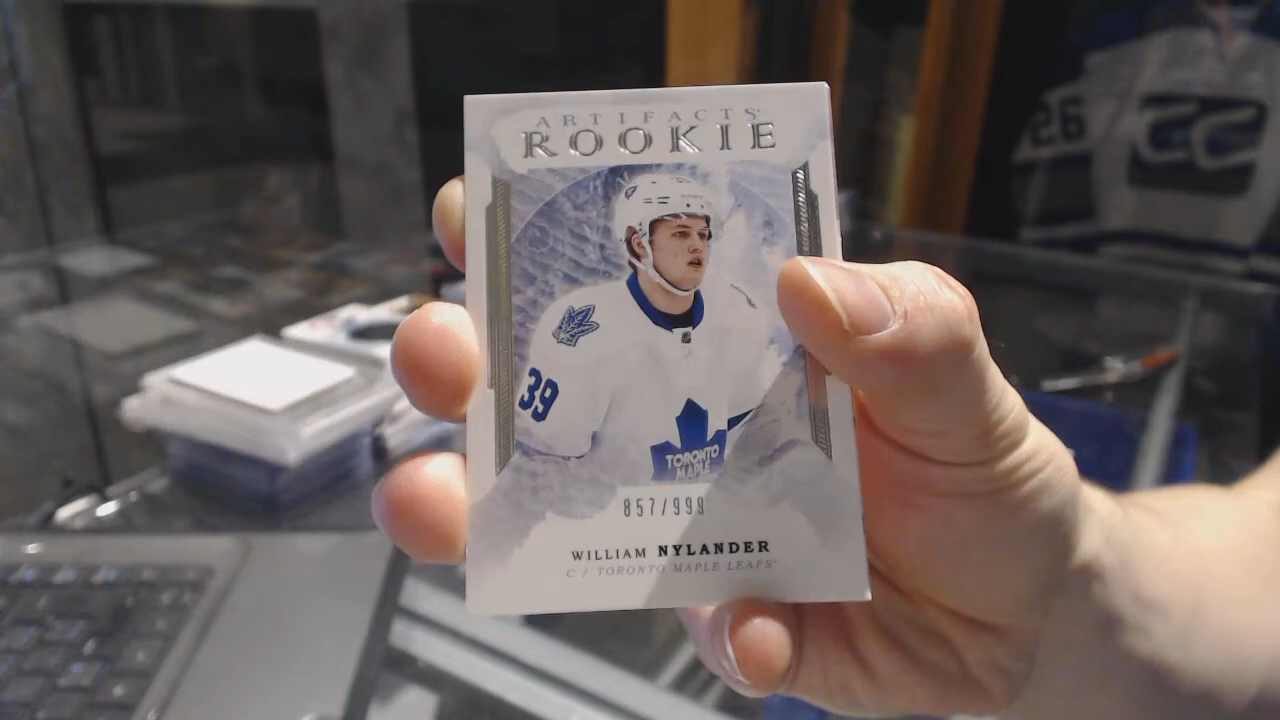 ARTIFACTS
ROOKIE
39
TORONTO
MAPLE
857/999
WILLIAM NYLANDER
C / TORONTO MAPLE LEAFS